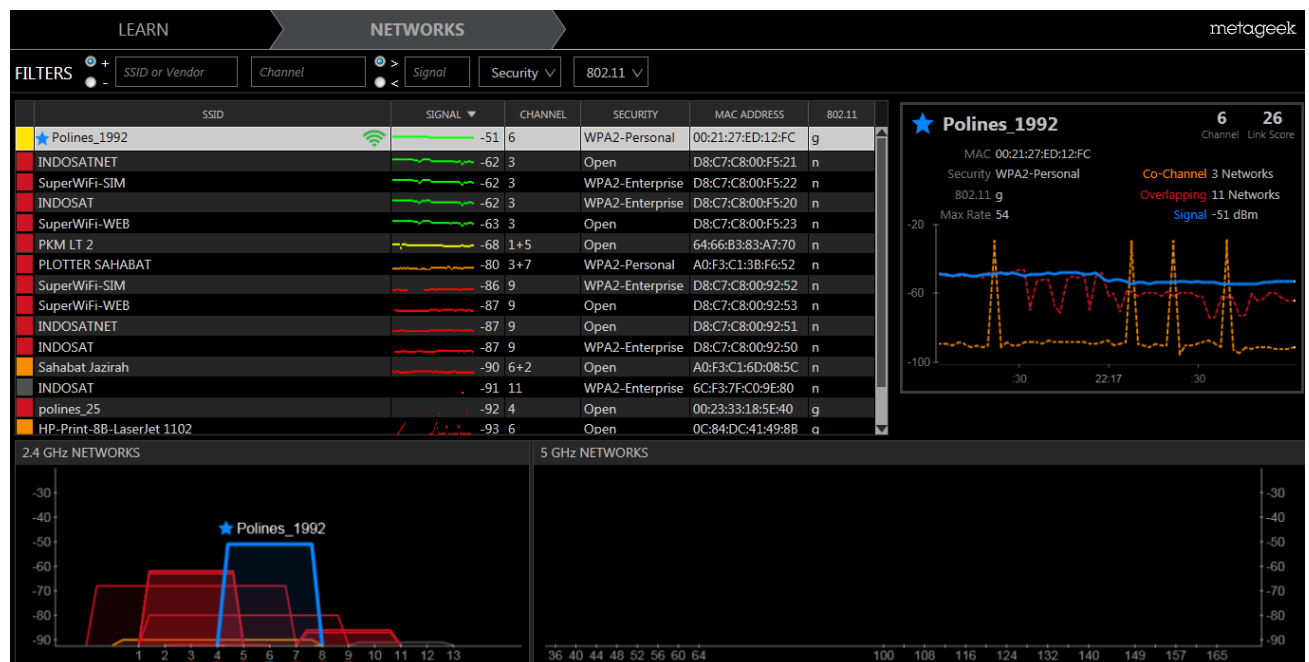 LEARN NETWORKS metageek
FILTERS + - SSID or Vendor Channel > < Signal Security 802.11
SSID SIGNAL CHANNEL SECURITY MAC ADDRESS 802.11
Polines_1992 -51 6 WPA2-Personal 00:21:27:ED:12:FC g
INDOSATNET -62 3 Open D8:C7:C8:00:F5:21 n
SuperWiFi-SIM -62 3 WPA2-Enterprise D8:C7:C8:00:F5:22 n
INDOSAT -62 3 WPA2-Enterprise D8:C7:C8:00:F5:20 n
SuperWiFi-WEB -63 3 Open D8:C7:C8:00:F5:23 n
PKM LT 2 -68 1+5 Open 64:66:B3:83:A7:70 n
PLOTTER SAHABAT -80 3+7 WPA2-Personal A0:F3:C1:3B:F6:52 n
SuperWiFi-SIM -86 9 WPA2-Enterprise D8:C7:C8:00:92:52 n
SuperWiFi-WEB -87 9 Open D8:C7:C8:00:92:53 n
INDOSATNET -87 9 Open D8:C7:C8:00:92:51 n
INDOSAT -87 9 WPA2-Enterprise D8:C7:C8:00:92:50 n
Sahabat Jazirah -90 6+2 Open A0:F3:C1:6D:08:5C n
INDOSAT -91 11 WPA2-Enterprise 6C:F3:7F:C0:9E:80 n
polines_25 -92 4 Open 00:23:33:18:5E:40 g
HP-Print-8B-LaserJet 1102 -93 6 Open 0C:84:DC:41:49:8B g
Polines_1992 6 Channel 26 Link Score
MAC 00:21:27:ED:12:FC
Security WPA2-Personal Co-Channel 3 Networks
802.11 g Overlapping 11 Networks
Max Rate 54 Signal -51 dBm
-20
-60
-100
:30 22:17 :30
2.4 GHz NETWORKS
-30
-40
-50
-60
-70
-80
-90
Polines_1992
1 2 3 4 5 6 7 8 9 10 11 12 13
5 GHz NETWORKS
-30
-40
-50
-60
-70
-80
-90
36 40 44 48 52 56 60 64 100 108 116 124 132 140 149 157 165